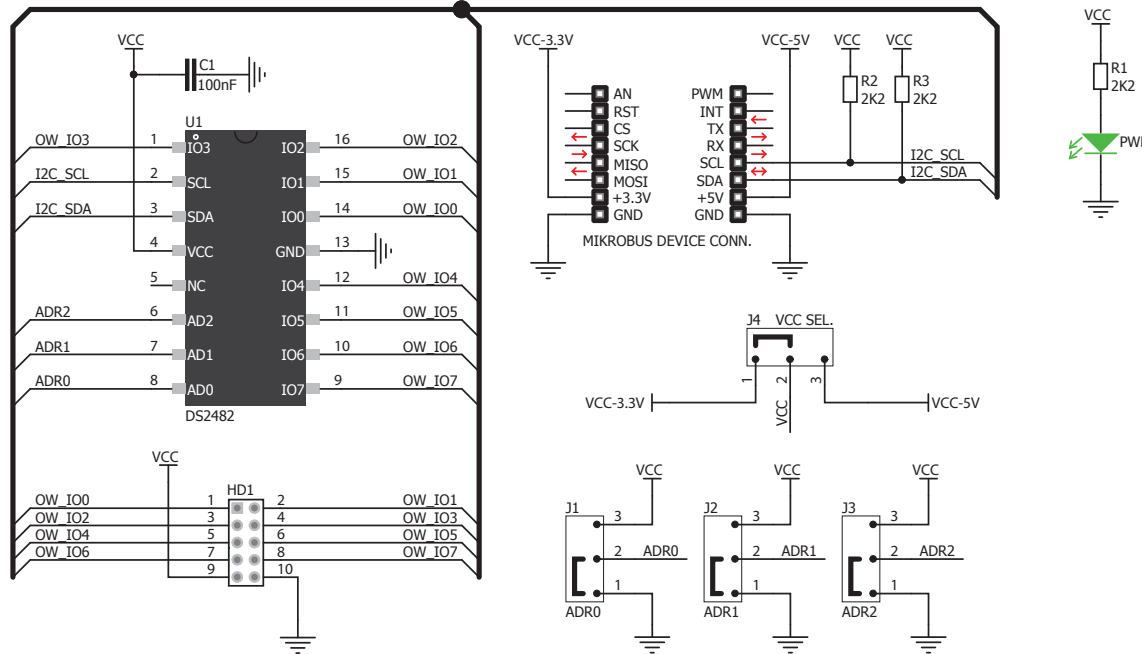 VCC
C1
100nF
U1
OW_IO3 1 IO3 IO2 16 OW_IO2
I2C_SCL 2 SCL IO1 15 OW_IO1
I2C_SDA 3 SDA IO0 14 OW_IO0
4 VCC GND 13
5 NC IO4 12 OW_IO4
ADR2 6 AD2 IO5 11 OW_IO5
ADR1 7 AD1 IO6 10 OW_IO6
ADR0 8 AD0 IO7 9 OW_IO7
DS2482
VCC
HD1
OW_IO0 1 2 OW_IO1
OW_IO2 3 4 OW_IO3
OW_IO4 5 6 OW_IO5
OW_IO6 7 8 OW_IO7
9 10
VCC-3.3V VCC-5V VCC VCC
R2
2K2
R3
2K2
AN PWM
RST INT
CS TX
SCK RX
MISO SCL I2C_SCL
MOSI SDA I2C_SDA
+3.3V +5V
GND GND
MIKROBUS DEVICE CONN.
VCC
R1
2K2
PWR
J4 VCC SEL.
1 2 3
VCC-3.3V VCC VCC-5V
VCC VCC VCC
J1 J2 J3
3 3 3
2 ADR0 2 ADR1 2 ADR2
1 1 1
ADR0 ADR1 ADR2